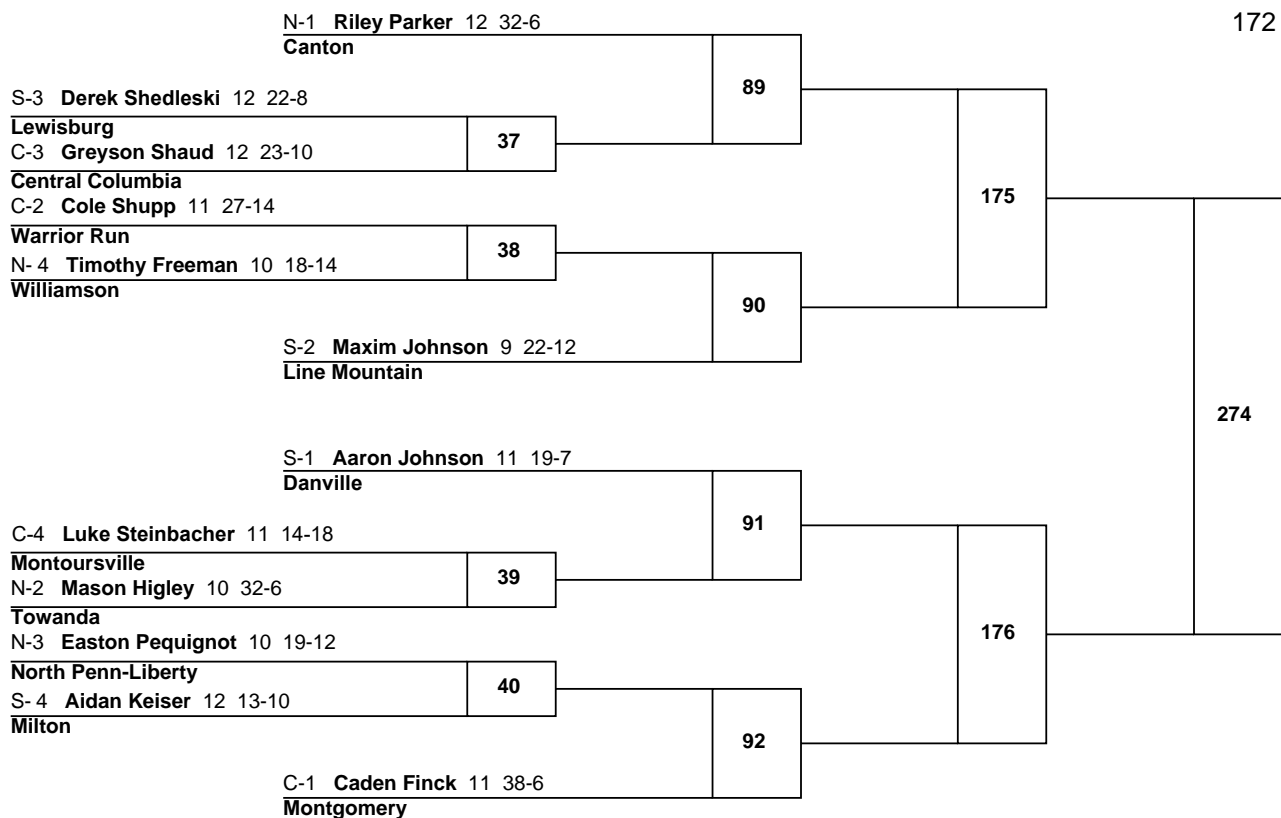 172
N-1 Riley Parker 12 32-6
Canton
89
S-3 Derek Shedleski 12 22-8
Lewisburg
37
C-3 Greyson Shaud 12 23-10
Central Columbia
C-2 Cole Shupp 11 27-14
175
Warrior Run
38
N- 4 Timothy Freeman 10 18-14
Williamson
90
S-2 Maxim Johnson 9 22-12
Line Mountain
274
S-1 Aaron Johnson 11 19-7
Danville
91
C-4 Luke Steinbacher 11 14-18
Montoursville
39
N-2 Mason Higley 10 32-6
Towanda
176
N-3 Easton Pequignot 10 19-12
North Penn-Liberty
40
S- 4 Aidan Keiser 12 13-10
Milton
92
C-1 Caden Finck 11 38-6
Montgomery